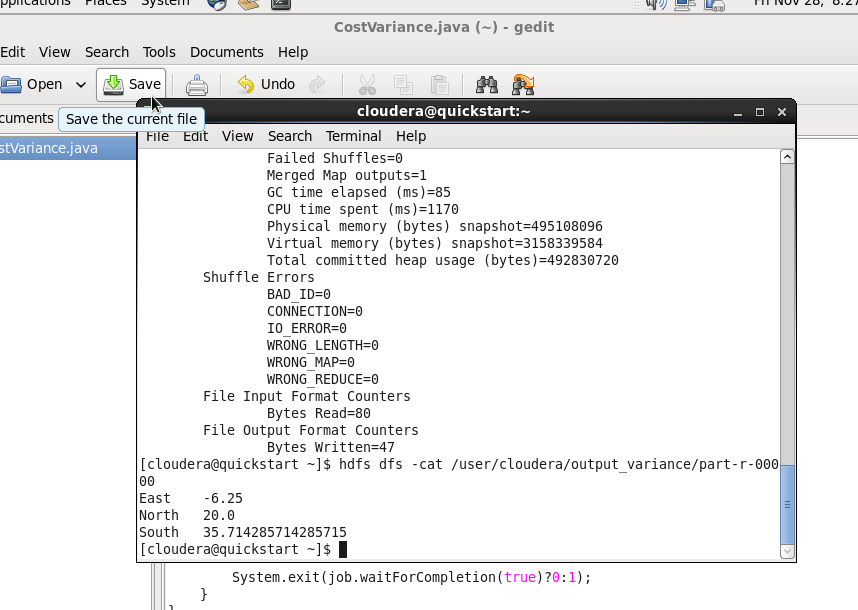 Applications Places System Fri Nov 28, 8:27
CostVariance.java (~) - gedit
Edit View Search Tools Documents Help
Open Save Undo
cuments
Save the current file
stVariance.java
cloudera@quickstart:~
File Edit View Search Terminal Help
Failed Shuffles=0
Merged Map outputs=1
GC time elapsed (ms)=85
CPU time spent (ms)=1170
Physical memory (bytes) snapshot=495108096
Virtual memory (bytes) snapshot=3158339584
Total committed heap usage (bytes)=492830720
Shuffle Errors
BAD_ID=0
CONNECTION=0
IO_ERROR=0
WRONG_LENGTH=0
WRONG_MAP=0
WRONG_REDUCE=0
File Input Format Counters
Bytes Read=80
File Output Format Counters
Bytes Written=47
[cloudera@quickstart ~]$ hdfs dfs -cat /user/cloudera/output_variance/part-r-000
00
East -6.25
North 20.0
South 35.714285714285715
[cloudera@quickstart ~]$
System.exit(job.waitForCompletion(true)?0:1);
}
}